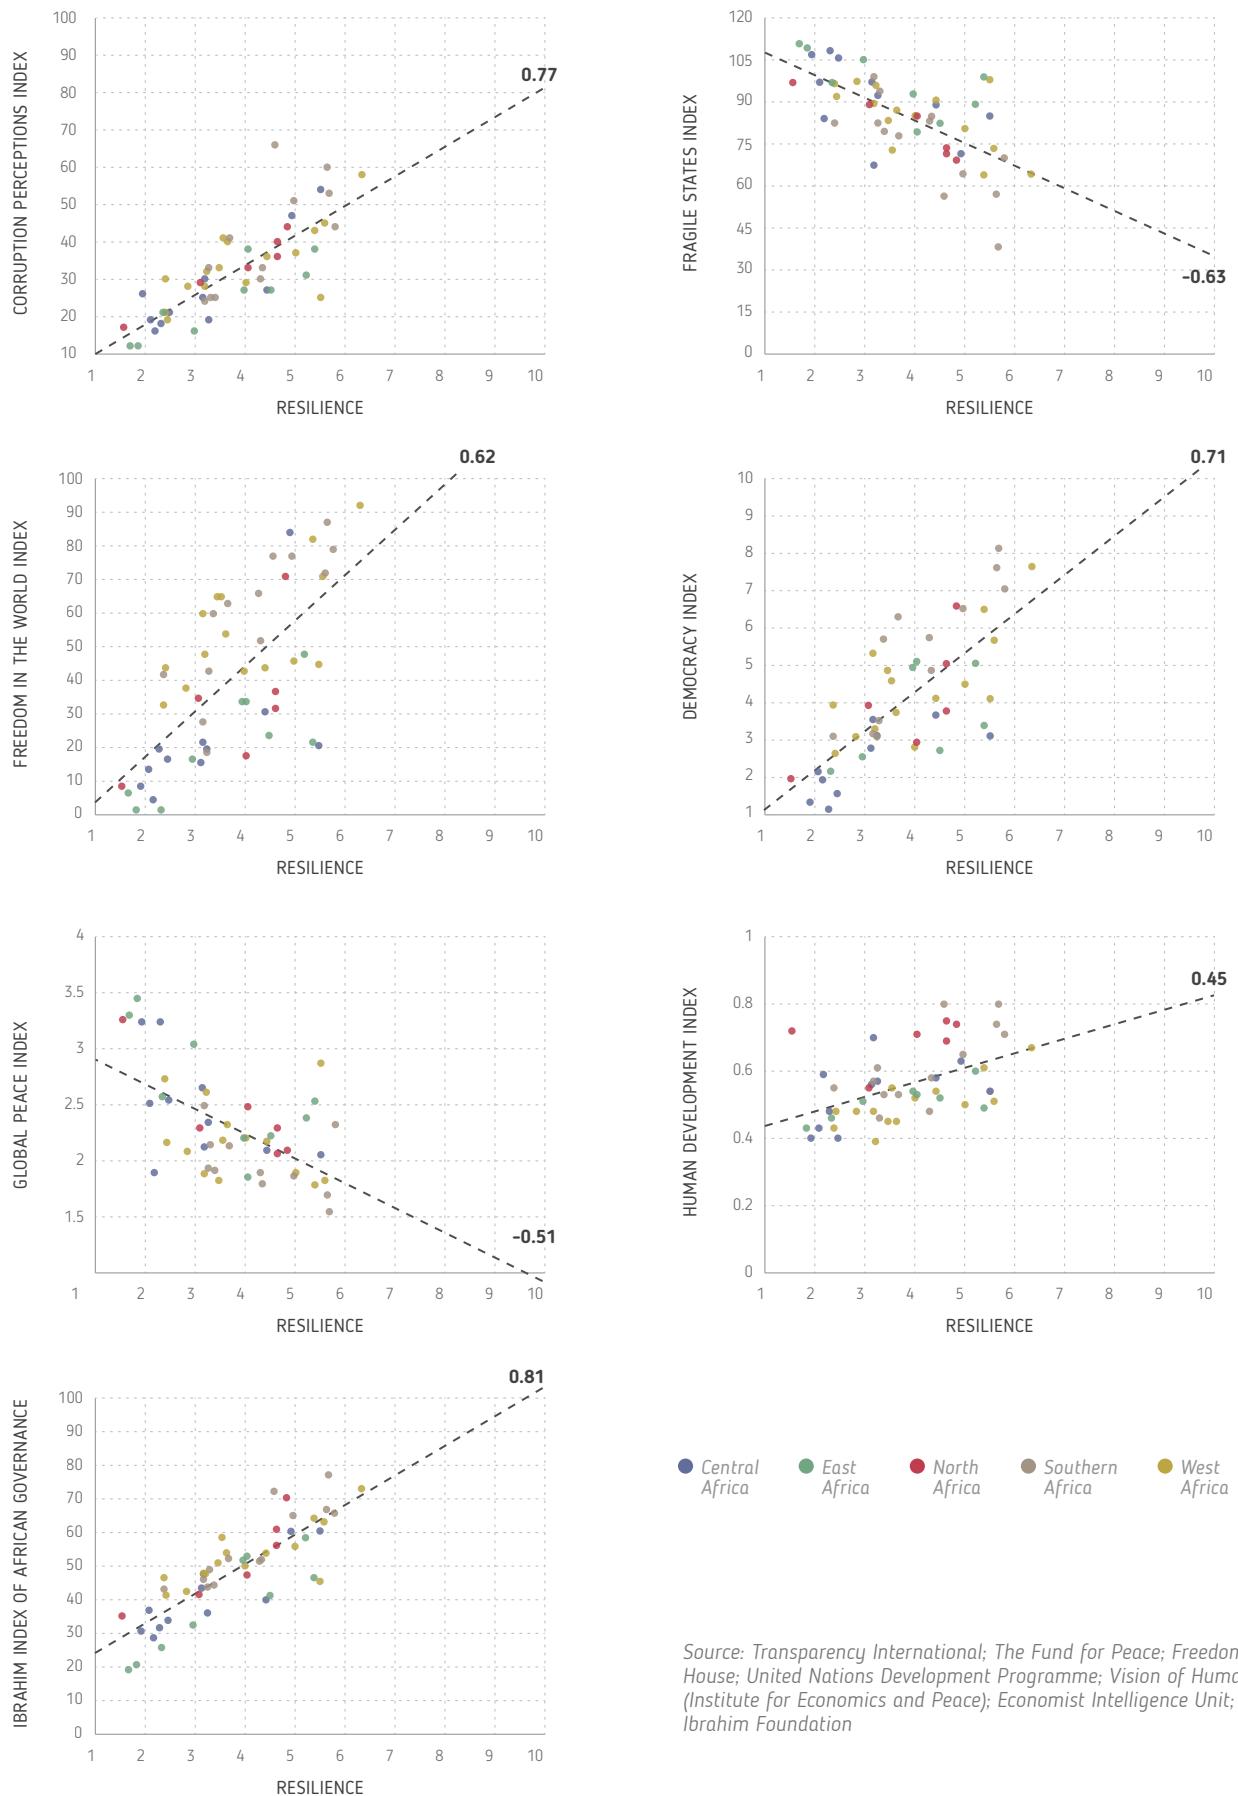 CORRUPTION PERCEPTIONS INDEX
100
90
80
70
60
50
40
30
20
10
0.77
1 2 3 4 5 6 7 8 9 10
RESILIENCE
FRAGILE STATES INDEX
120
105
90
75
60
45
30
15
0
-0.63
1 2 3 4 5 6 7 8 9 10
RESILIENCE
FREEDOM IN THE WORLD INDEX
100
90
80
70
60
50
40
30
20
10
0
0.62
1 2 3 4 5 6 7 8 9 10
RESILIENCE
DEMOCRACY INDEX
10
9
8
7
6
5
4
3
2
1
0.71
1 2 3 4 5 6 7 8 9 10
RESILIENCE
GLOBAL PEACE INDEX
4
3.5
3
2.5
2
1.5
-0.51
1 2 3 4 5 6 7 8 9 10
RESILIENCE
HUMAN DEVELOPMENT INDEX
1
0.8
0.6
0.4
0.2
0
0.45
1 2 3 4 5 6 7 8 9 10
RESILIENCE
IBRAHIM INDEX OF AFRICAN GOVERNANCE
100
90
80
70
60
50
40
30
20
10
0
0.81
1 2 3 4 5 6 7 8 9 10
RESILIENCE
Central
Africa
East
Africa
North
Africa
Southern
Africa
West
Africa
Source: Transparency International; The Fund for Peace; Freedom
House; United Nations Development Programme; Vision of Huma
(Institute for Economics and Peace); Economist Intelligence Unit;
Ibrahim Foundation